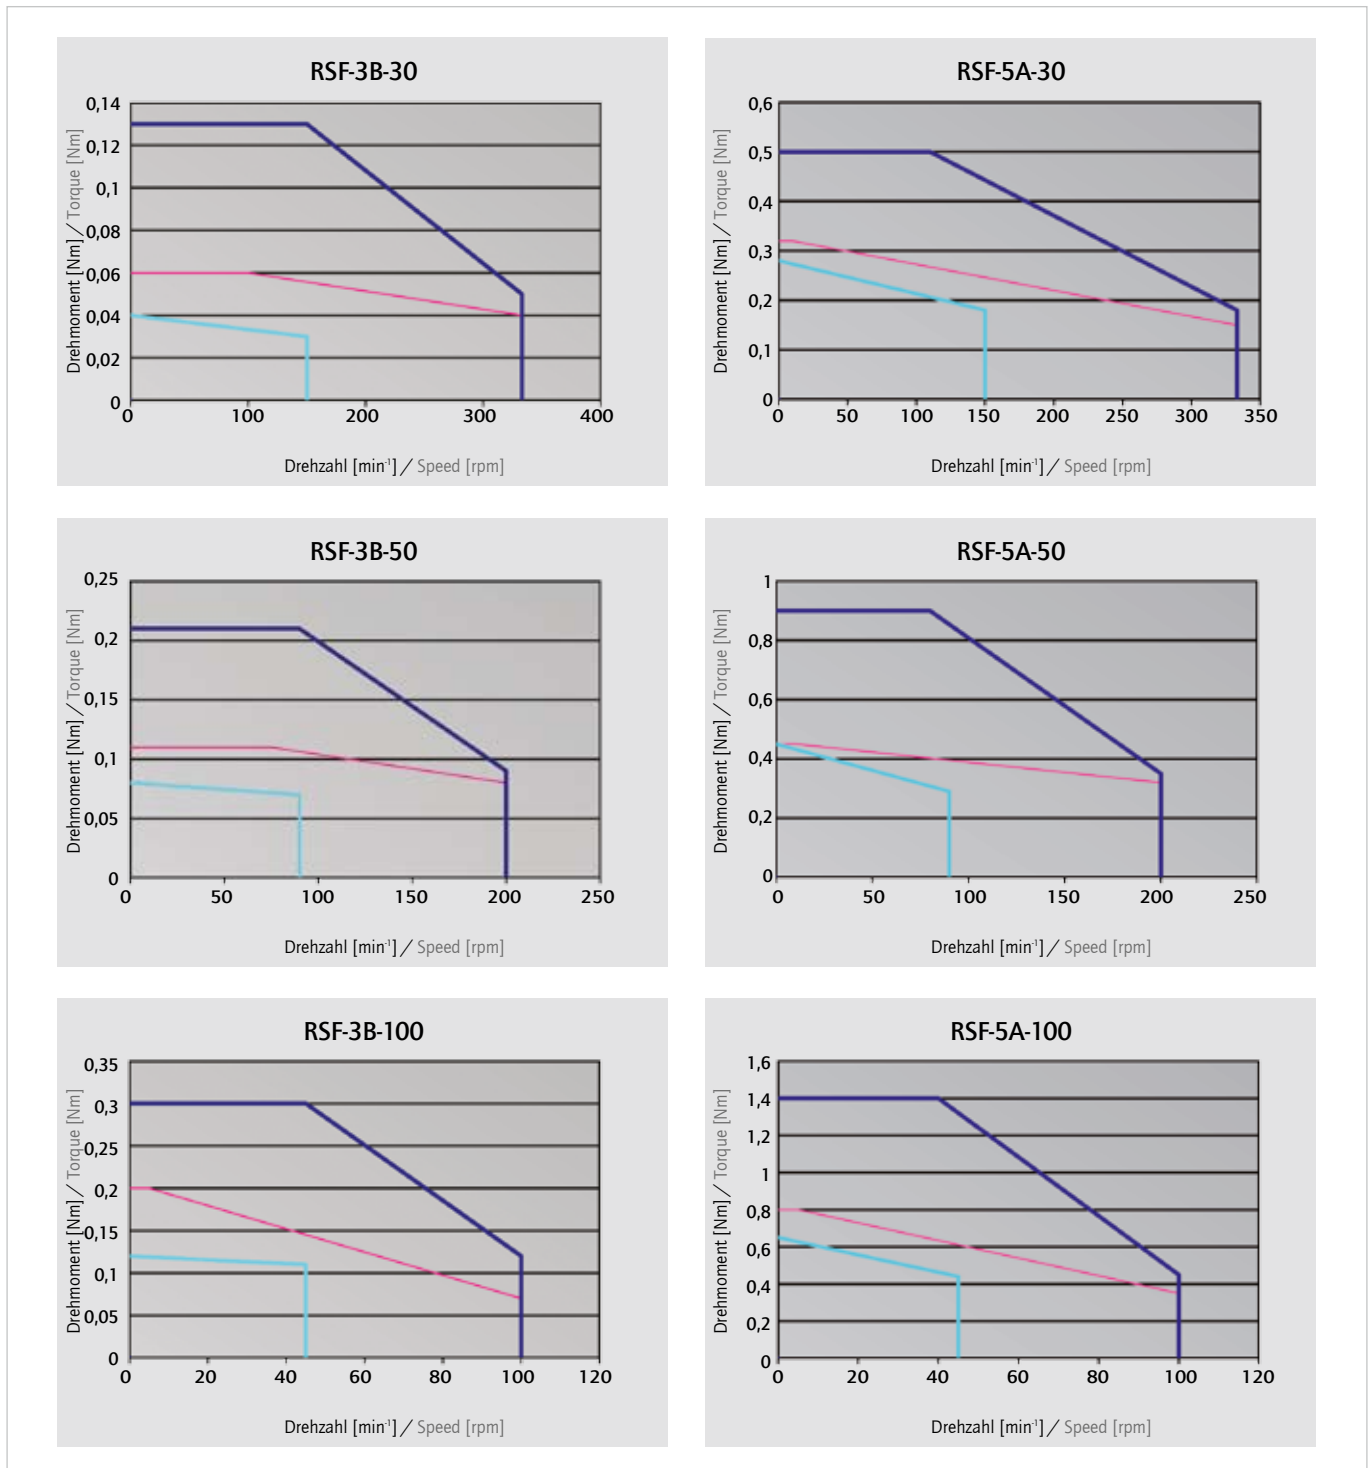 RSF-3B-30
Drehmoment [Nm] / Torque [Nm]
0,14
0,12
0,1
0,08
0,06
0,04
0,02
0
0 100 200 300 400
Drehzahl [min⁻¹] / Speed [rpm]
RSF-5A-30
Drehmoment [Nm] / Torque [Nm]
0,6
0,5
0,4
0,3
0,2
0,1
0
0 50 100 150 200 250 300 350
Drehzahl [min⁻¹] / Speed [rpm]
RSF-3B-50
Drehmoment [Nm] / Torque [Nm]
0,25
0,2
0,15
0,1
0,05
0
0 50 100 150 200 250
Drehzahl [min⁻¹] / Speed [rpm]
RSF-5A-50
Drehmoment [Nm] / Torque [Nm]
1
0,8
0,6
0,4
0,2
0
0 50 100 150 200 250
Drehzahl [min⁻¹] / Speed [rpm]
RSF-3B-100
Drehmoment [Nm] / Torque [Nm]
0,35
0,3
0,25
0,2
0,15
0,1
0,05
0
0 20 40 60 80 100 120
Drehzahl [min⁻¹] / Speed [rpm]
RSF-5A-100
Drehmoment [Nm] / Torque [Nm]
1,6
1,4
1,2
1
0,8
0,6
0,4
0,2
0
0 20 40 60 80 100 120
Drehzahl [min⁻¹] / Speed [rpm]